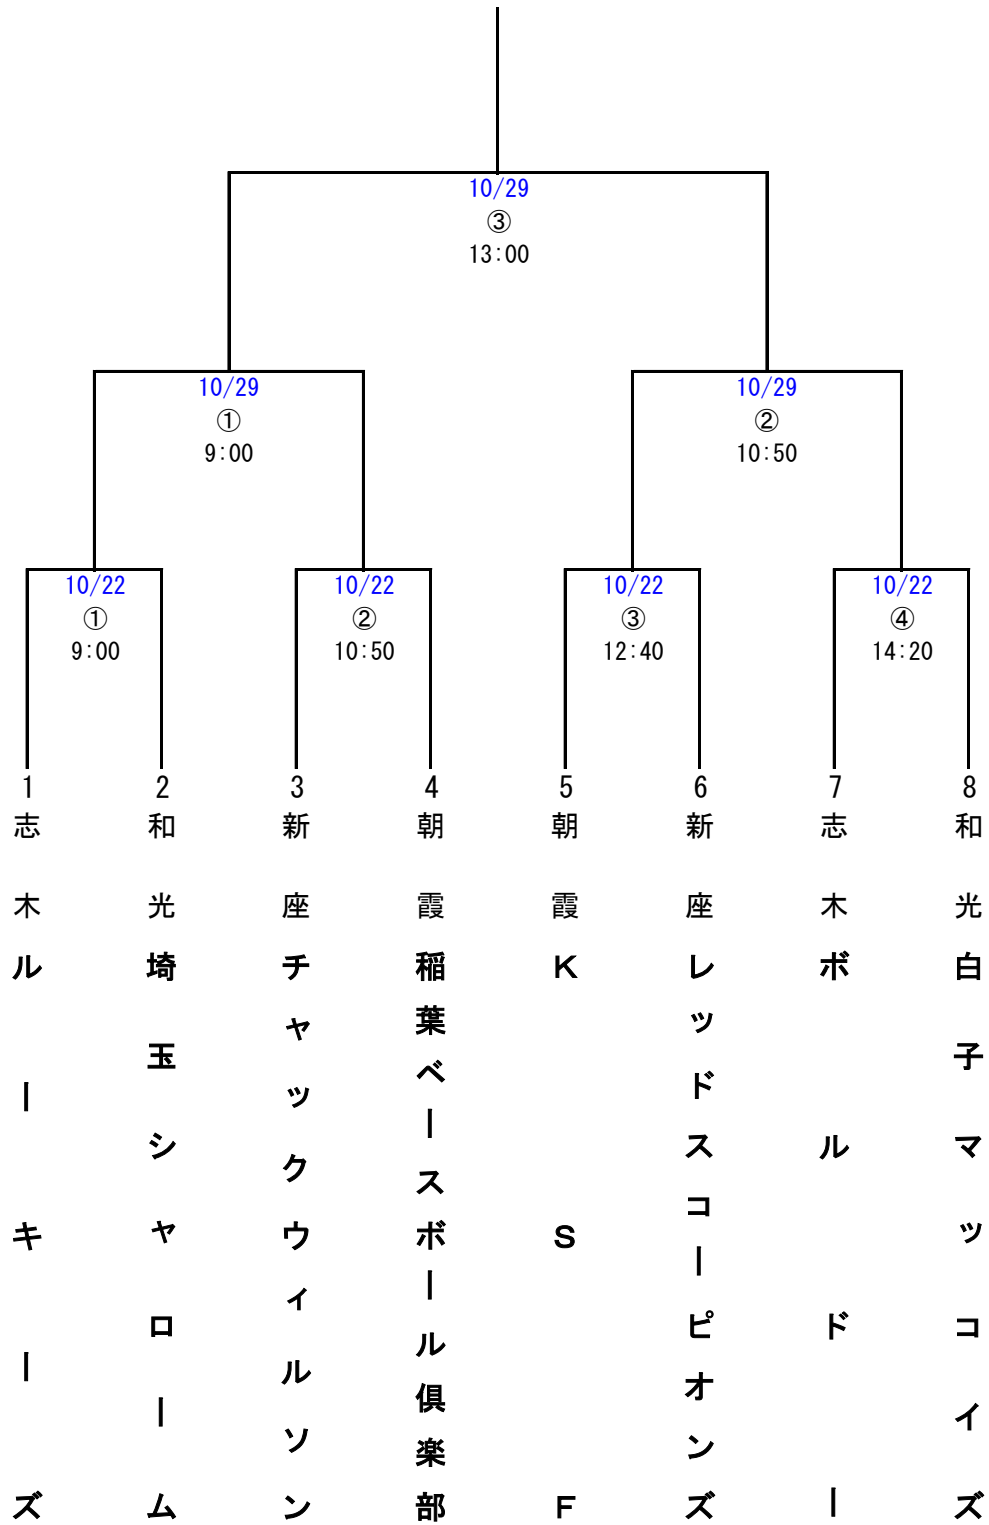 10/29
③
13:00
10/29
①
9:00
10/29
②
10:50
10/22
①
9:00
10/22
②
10:50
10/22
③
12:40
10/22
④
14:20
1
志木
ルーキーズ
2
和光
埼玉シャローム
3
新座
チャックウィルソン
4
朝霞
稲葉ベースボール倶楽部
5
朝霞
KSF
6
新座
レッドスコーピオンズ
7
志木
ボルドー
8
和光
白子マッコイズ